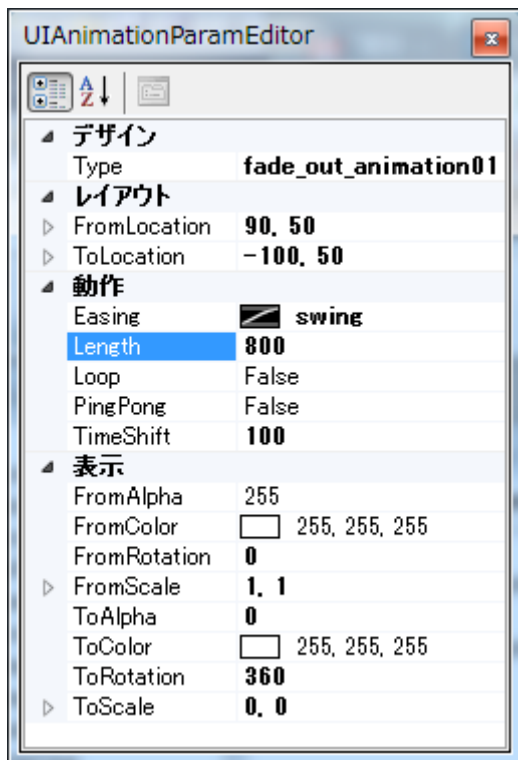 UIAnimationParamEditor
デザイン
Type fade_out_animation01
レイアウト
FromLocation 90, 50
ToLocation -100, 50
動作
Easing swing
Length 800
Loop False
PingPong False
TimeShift 100
表示
FromAlpha 255
FromColor 255, 255, 255
FromRotation 0
FromScale 1, 1
ToAlpha 0
ToColor 255, 255, 255
ToRotation 360
ToScale 0, 0